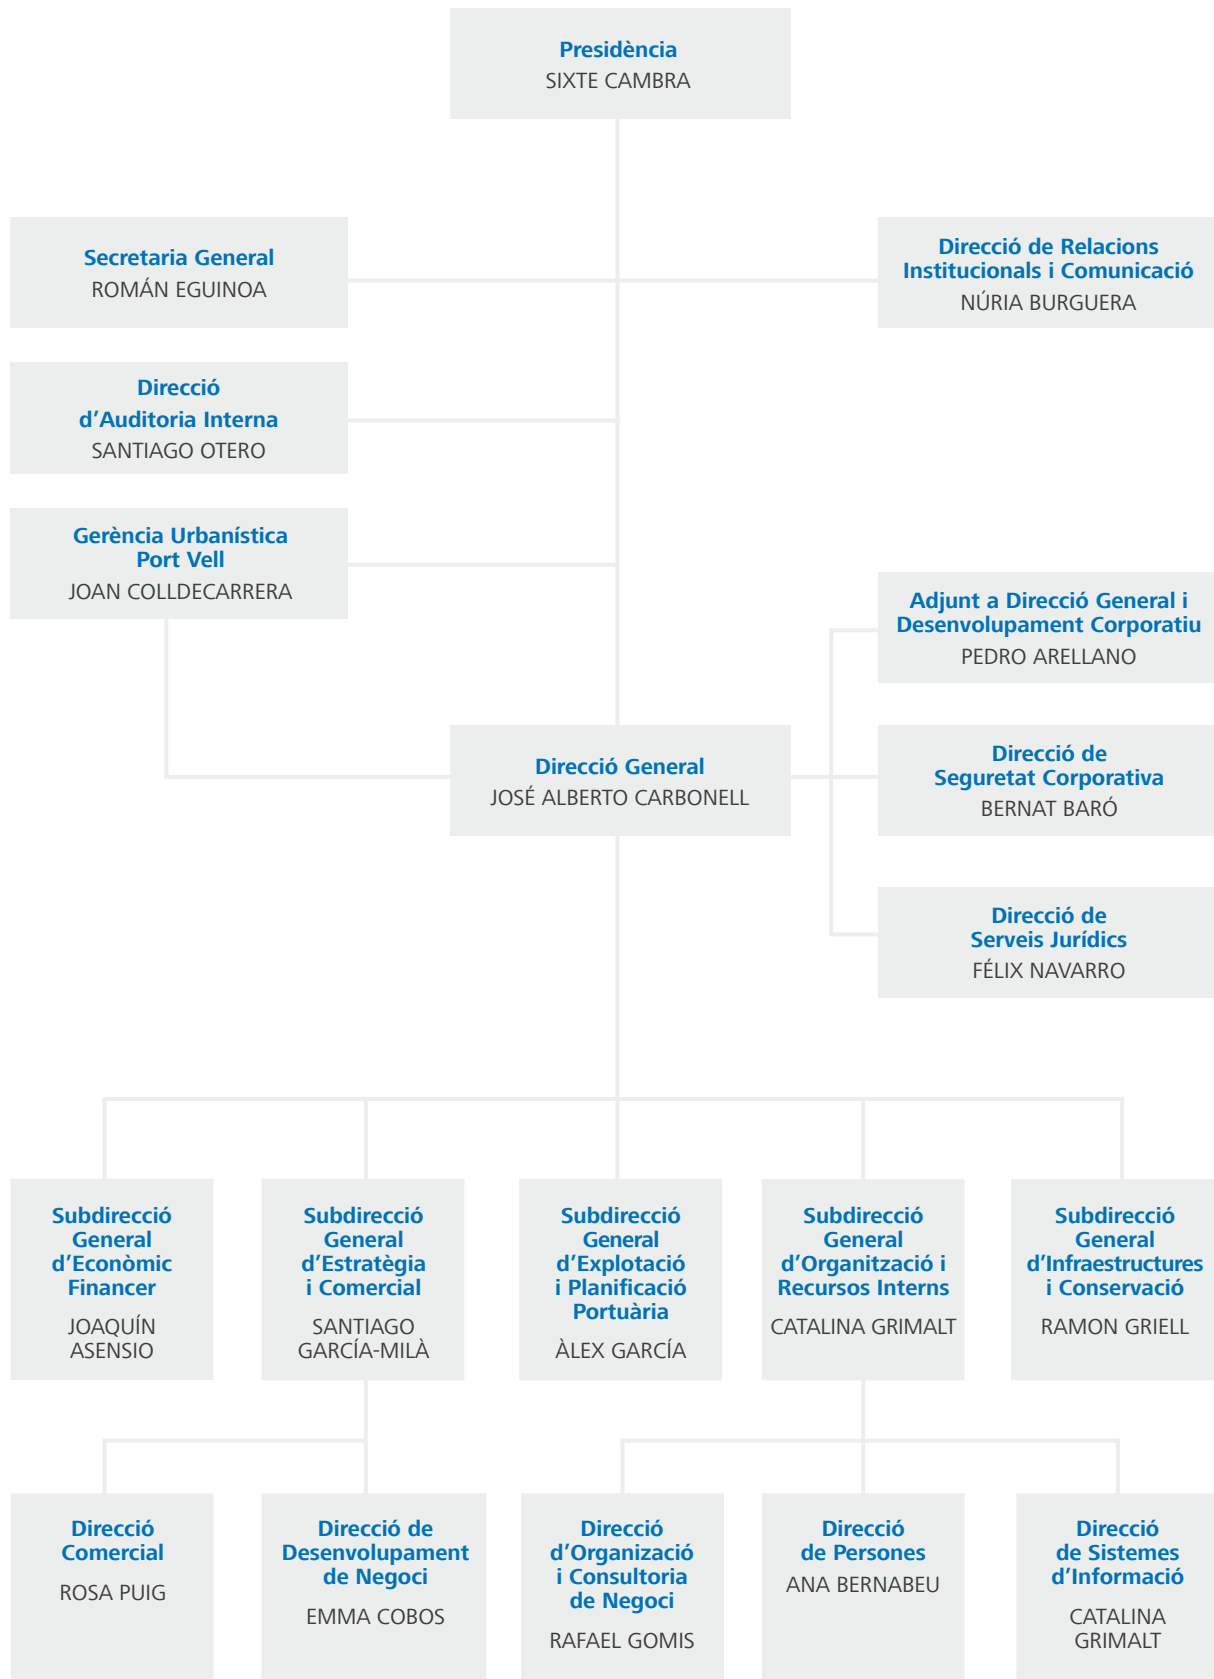 Presidència
SIXTE CAMBRA
Secretaria General
ROMÁN EGUINOA
Direcció de Relacions
Institucionals i Comunicació
NÚRIA BURGUERA
Direcció
d’Auditoria Interna
SANTIAGO OTERO
Gerència Urbanística
Port Vell
JOAN COLLDECARRERA
Adjunt a Direcció General i
Desenvolupament Corporatiu
PEDRO ARELLANO
Direcció General
JOSÉ ALBERTO CARBONELL
Direcció de
Seguretat Corporativa
BERNAT BARÓ
Direcció de
Serveis Jurídics
FÉLIX NAVARRO
Subdirecció
General
d’Econòmic
Financer
JOAQUÍN
ASENSIO
Subdirecció
General
d’Estratègia
i Comercial
SANTIAGO
GARCÍA-MILÀ
Subdirecció
General
d’Explotació
i Planificació
Portuària
ÀLEX GARCÍA
Subdirecció
General
d’Organització i
Recursos Interns
CATALINA GRIMALT
Subdirecció
General
d’Infraestructures
i Conservació
RAMON GRIELL
Direcció
Comercial
ROSA PUIG
Direcció de
Desenvolupament
de Negoci
EMMA COBOS
Direcció
d’Organizació
i Consultoria
de Negoci
RAFAEL GOMIS
Direcció
de Persones
ANA BERNABEU
Direcció
de Sistemes
d’Informació
CATALINA
GRIMALT